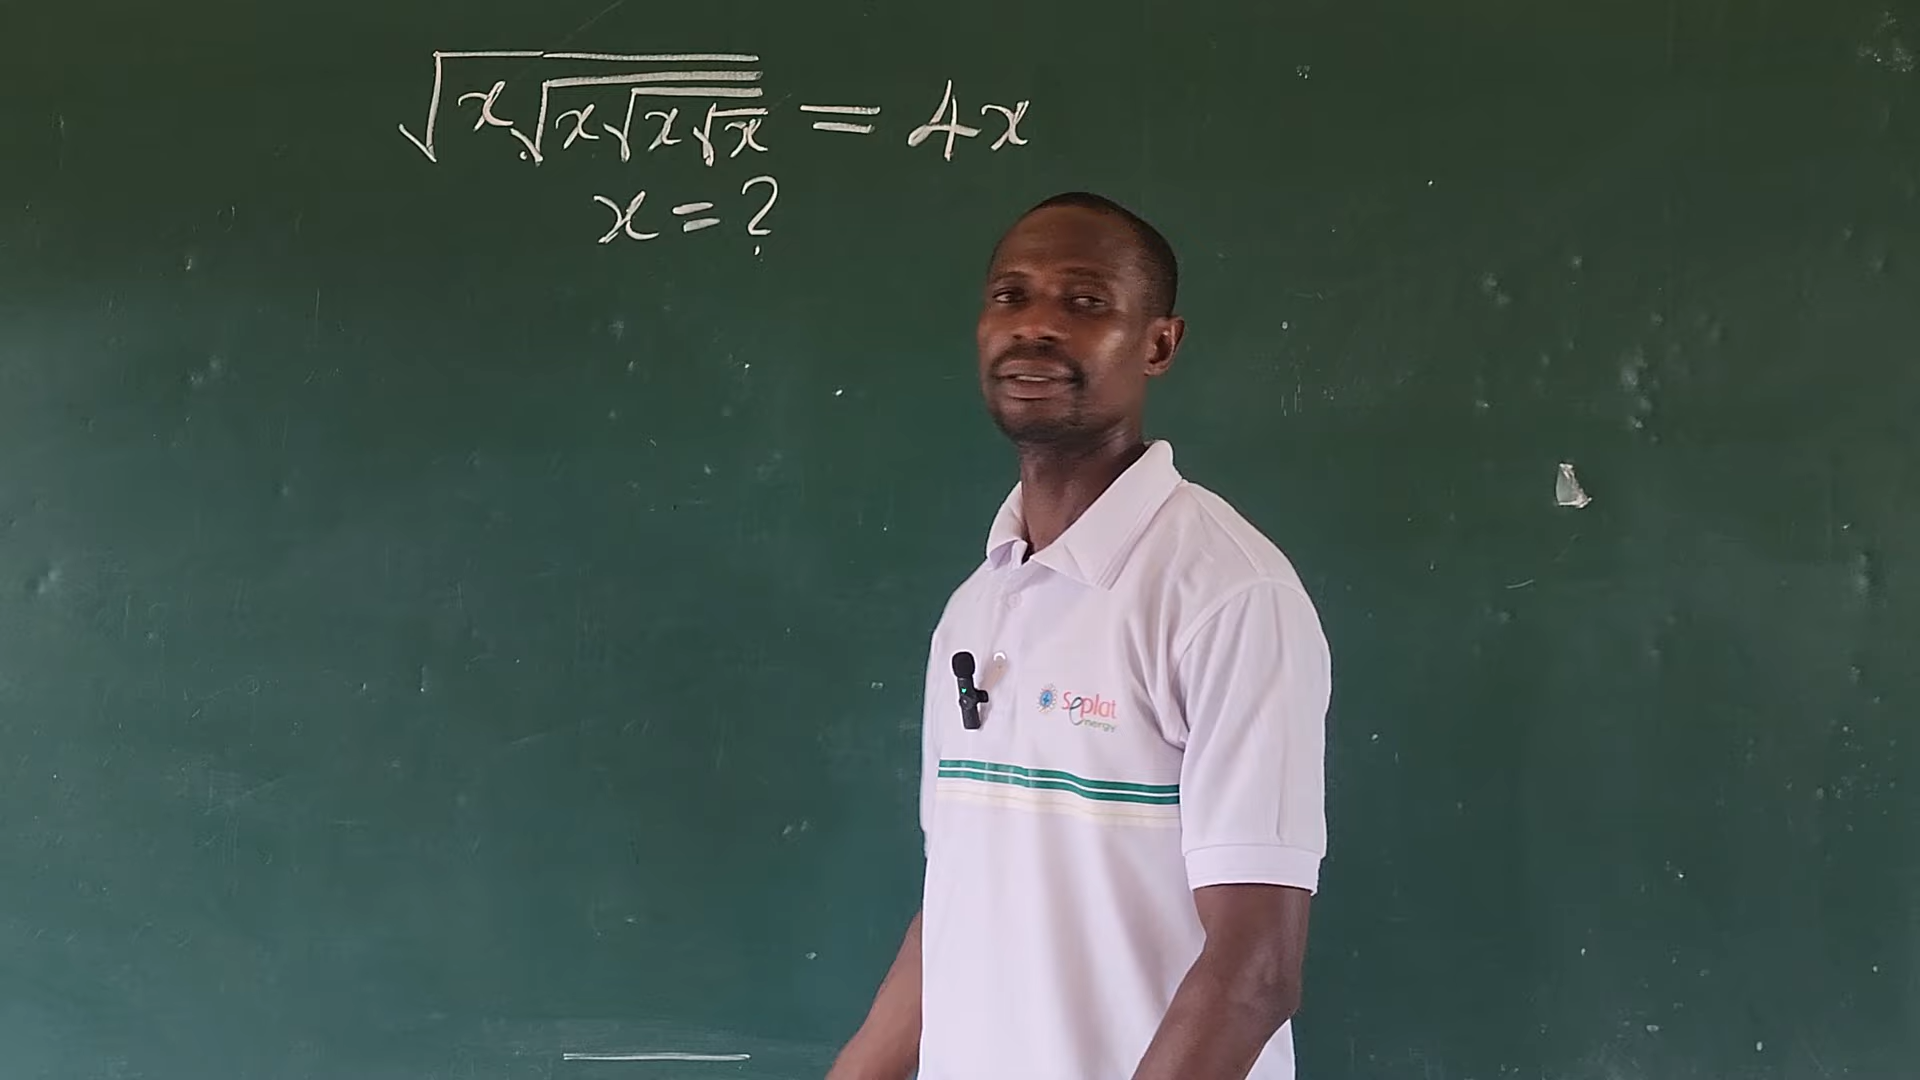 √x√x√x√x = 4x
x = ?
Seplat
energy